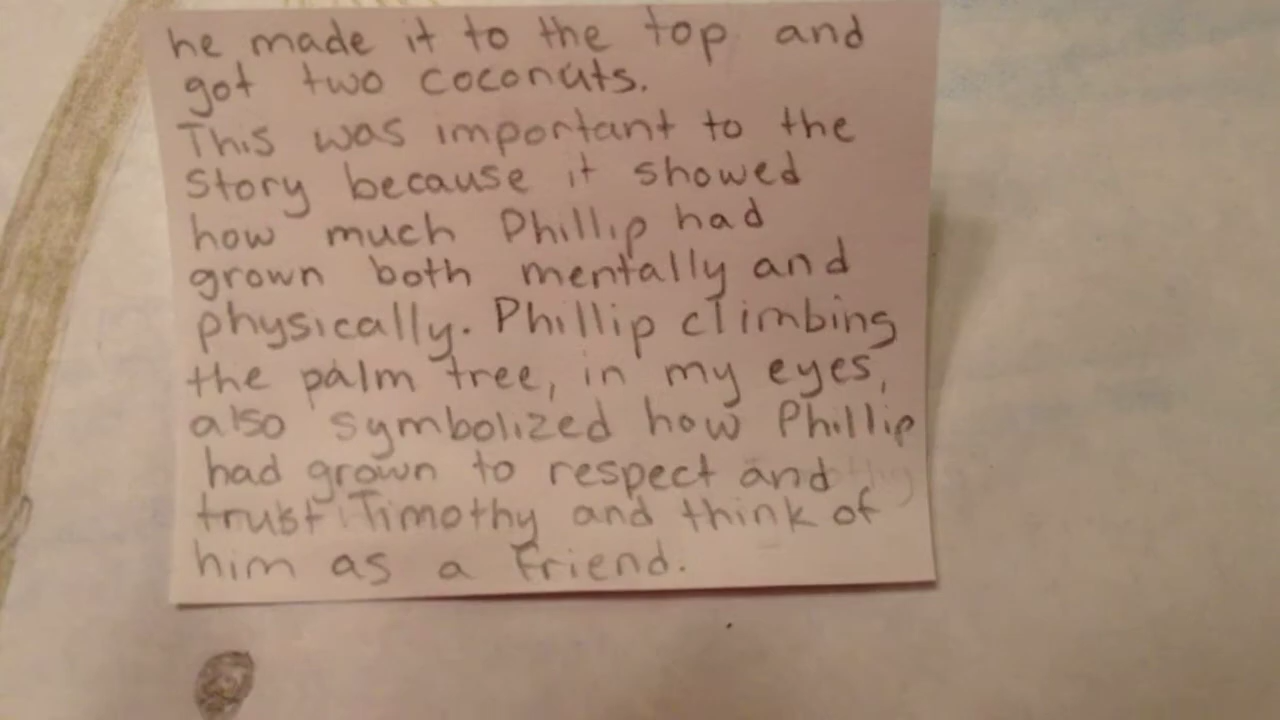 he made it to the top and
got two coconuts.
This was important to the
Story because it showed
how much Phillip had
grown both mentally and
physically. Phillip climbing
the palm tree, in my eyes,
also symbolized how Phillip
had grown to respect and
trust Timothy and think of
him as a friend.